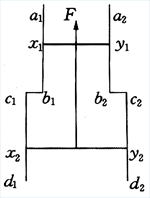 a₁ F a₂
x₁ y₁
c₁ b₁ b₂ c₂
x₂ y₂
d₁ d₂